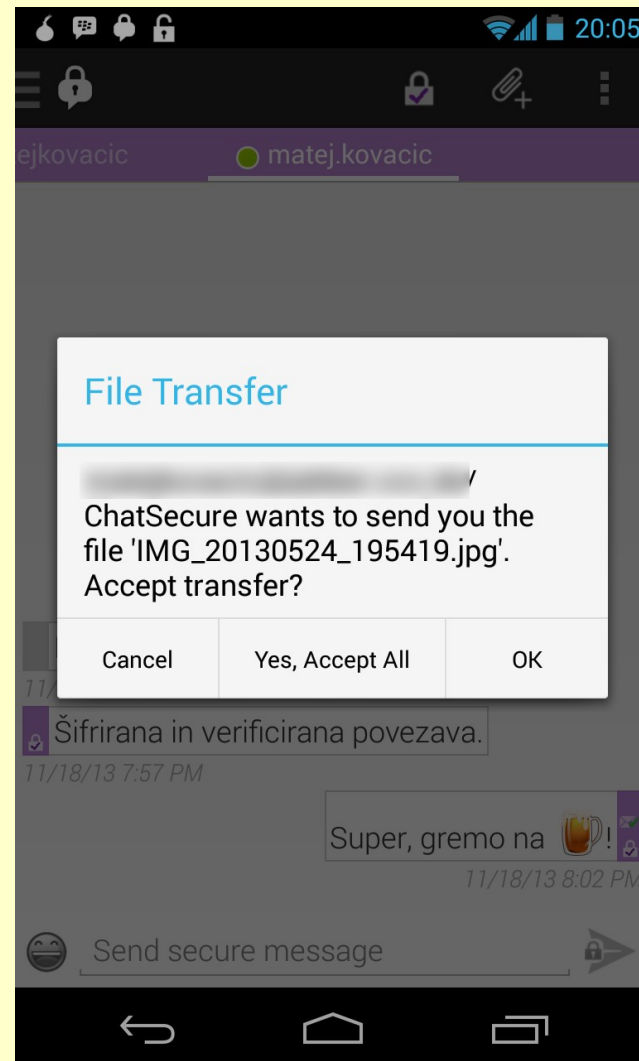 20:05
ejkovacic
matej.kovacic
File Transfer
/
ChatSecure wants to send you the
file 'IMG_20130524_195419.jpg'.
Accept transfer?
Cancel
Yes, Accept All
OK
11/
Šifrirana in verificirana povezava.
11/18/13 7:57 PM
Super, gremo na !
11/18/13 8:02 PM
Send secure message